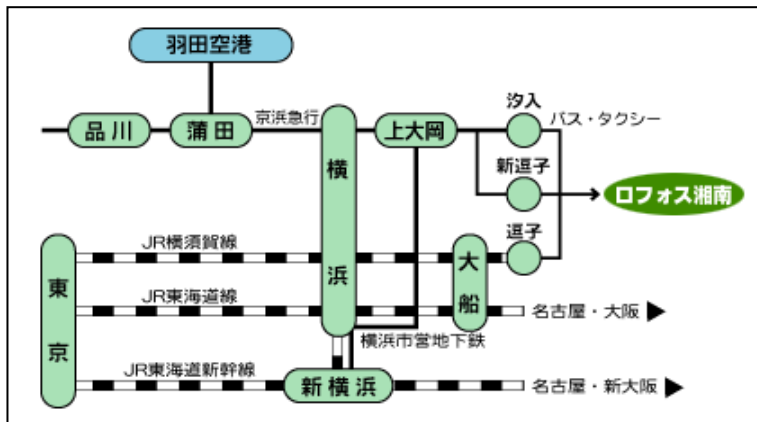 羽田空港
汐入
京浜急行
バス・タクシー
品川
蒲田
上大岡
横浜
新逗子
ロフォス湘南
逗子
JR横須賀線
東京
大船
JR東海道線
名古屋・大阪 ▶
横浜市営地下鉄
JR東海道新幹線
新横浜
名古屋・新大阪 ▶